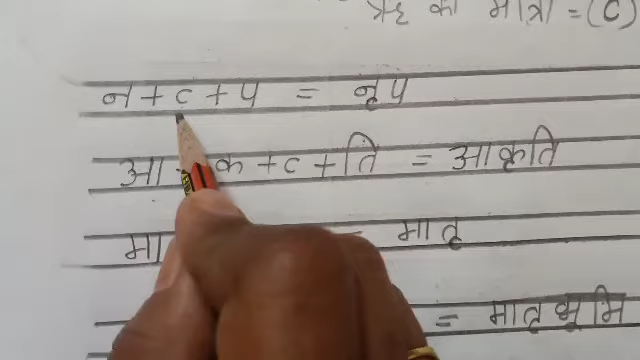 ऋ की मात्रा = (c)
न + c + प = नृप
आ क + c + ति = आकृति
मा = मातृ
= मातृभूमि